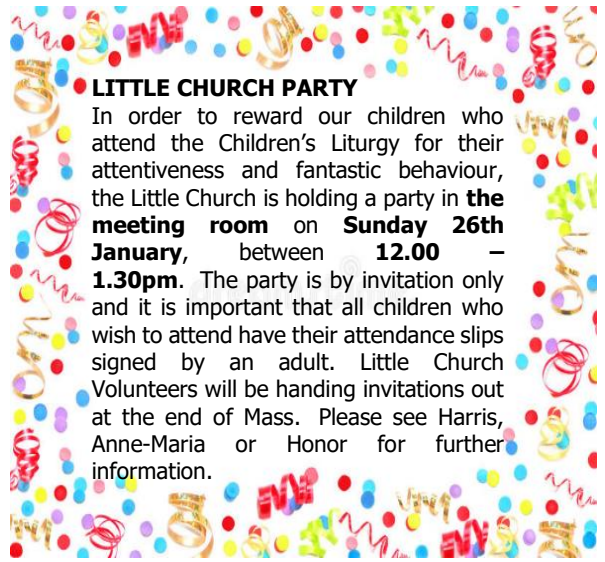 LITTLE CHURCH PARTY
In order to reward our children who
attend the Children’s Liturgy for their
attentiveness and fantastic behaviour,
the Little Church is holding a party in the
meeting room on Sunday 26th
January, between 12.00 –
1.30pm. The party is by invitation only
and it is important that all children who
wish to attend have their attendance slips
signed by an adult. Little Church
Volunteers will be handing invitations out
at the end of Mass. Please see Harris,
Anne-Maria or Honor for further
information.